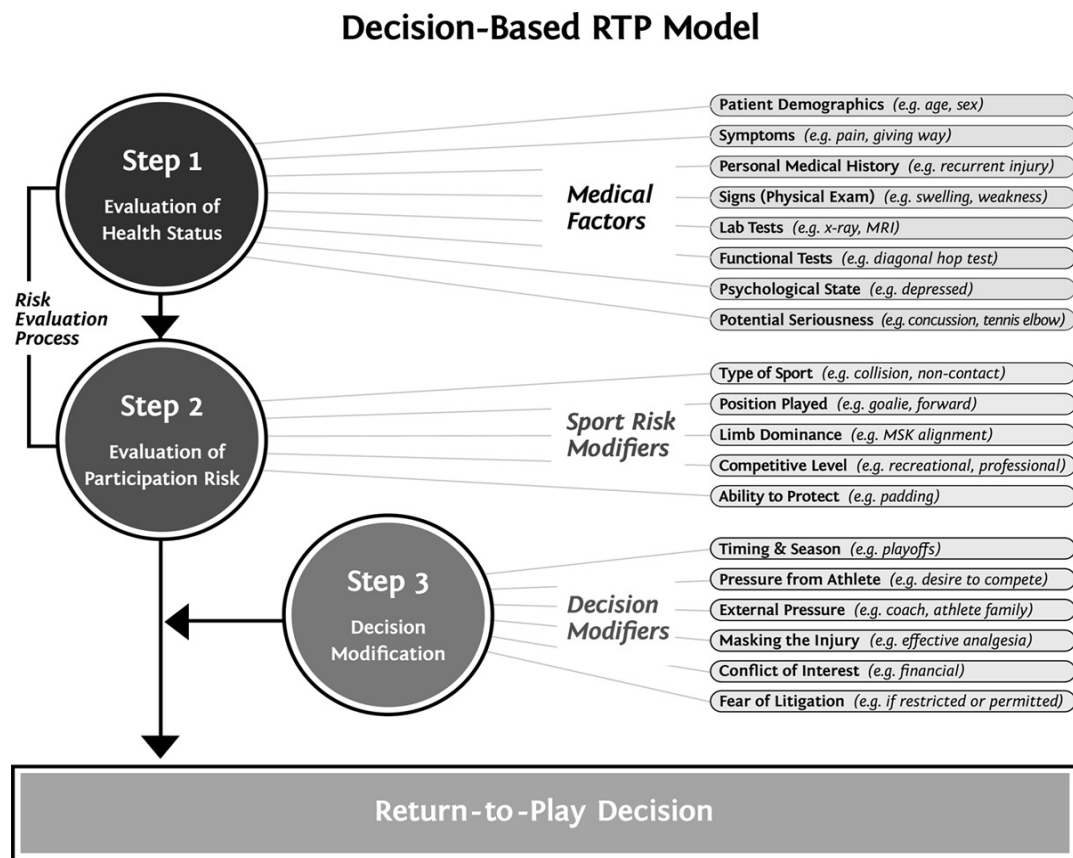 Decision-Based RTP Model
Step 1
Evaluation of
Health Status
Risk
Evaluation
Process
Medical
Factors
Patient Demographics (e.g. age, sex)
Symptoms (e.g. pain, giving way)
Personal Medical History (e.g. recurrent injury)
Signs (Physical Exam) (e.g. swelling, weakness)
Lab Tests (e.g. x-ray, MRI)
Functional Tests (e.g. diagonal hop test)
Psychological State (e.g. depressed)
Potential Seriousness (e.g. concussion, tennis elbow)
Step 2
Evaluation of
Participation Risk
Sport Risk
Modifiers
Type of Sport (e.g. collision, non-contact)
Position Played (e.g. goalie, forward)
Limb Dominance (e.g. MSK alignment)
Competitive Level (e.g. recreational, professional)
Ability to Protect (e.g. padding)
Step 3
Decision
Modification
Decision
Modifiers
Timing & Season (e.g. playoffs)
Pressure from Athlete (e.g. desire to compete)
External Pressure (e.g. coach, athlete family)
Masking the Injury (e.g. effective analgesia)
Conflict of Interest (e.g. financial)
Fear of Litigation (e.g. if restricted or permitted)
Return-to-Play Decision